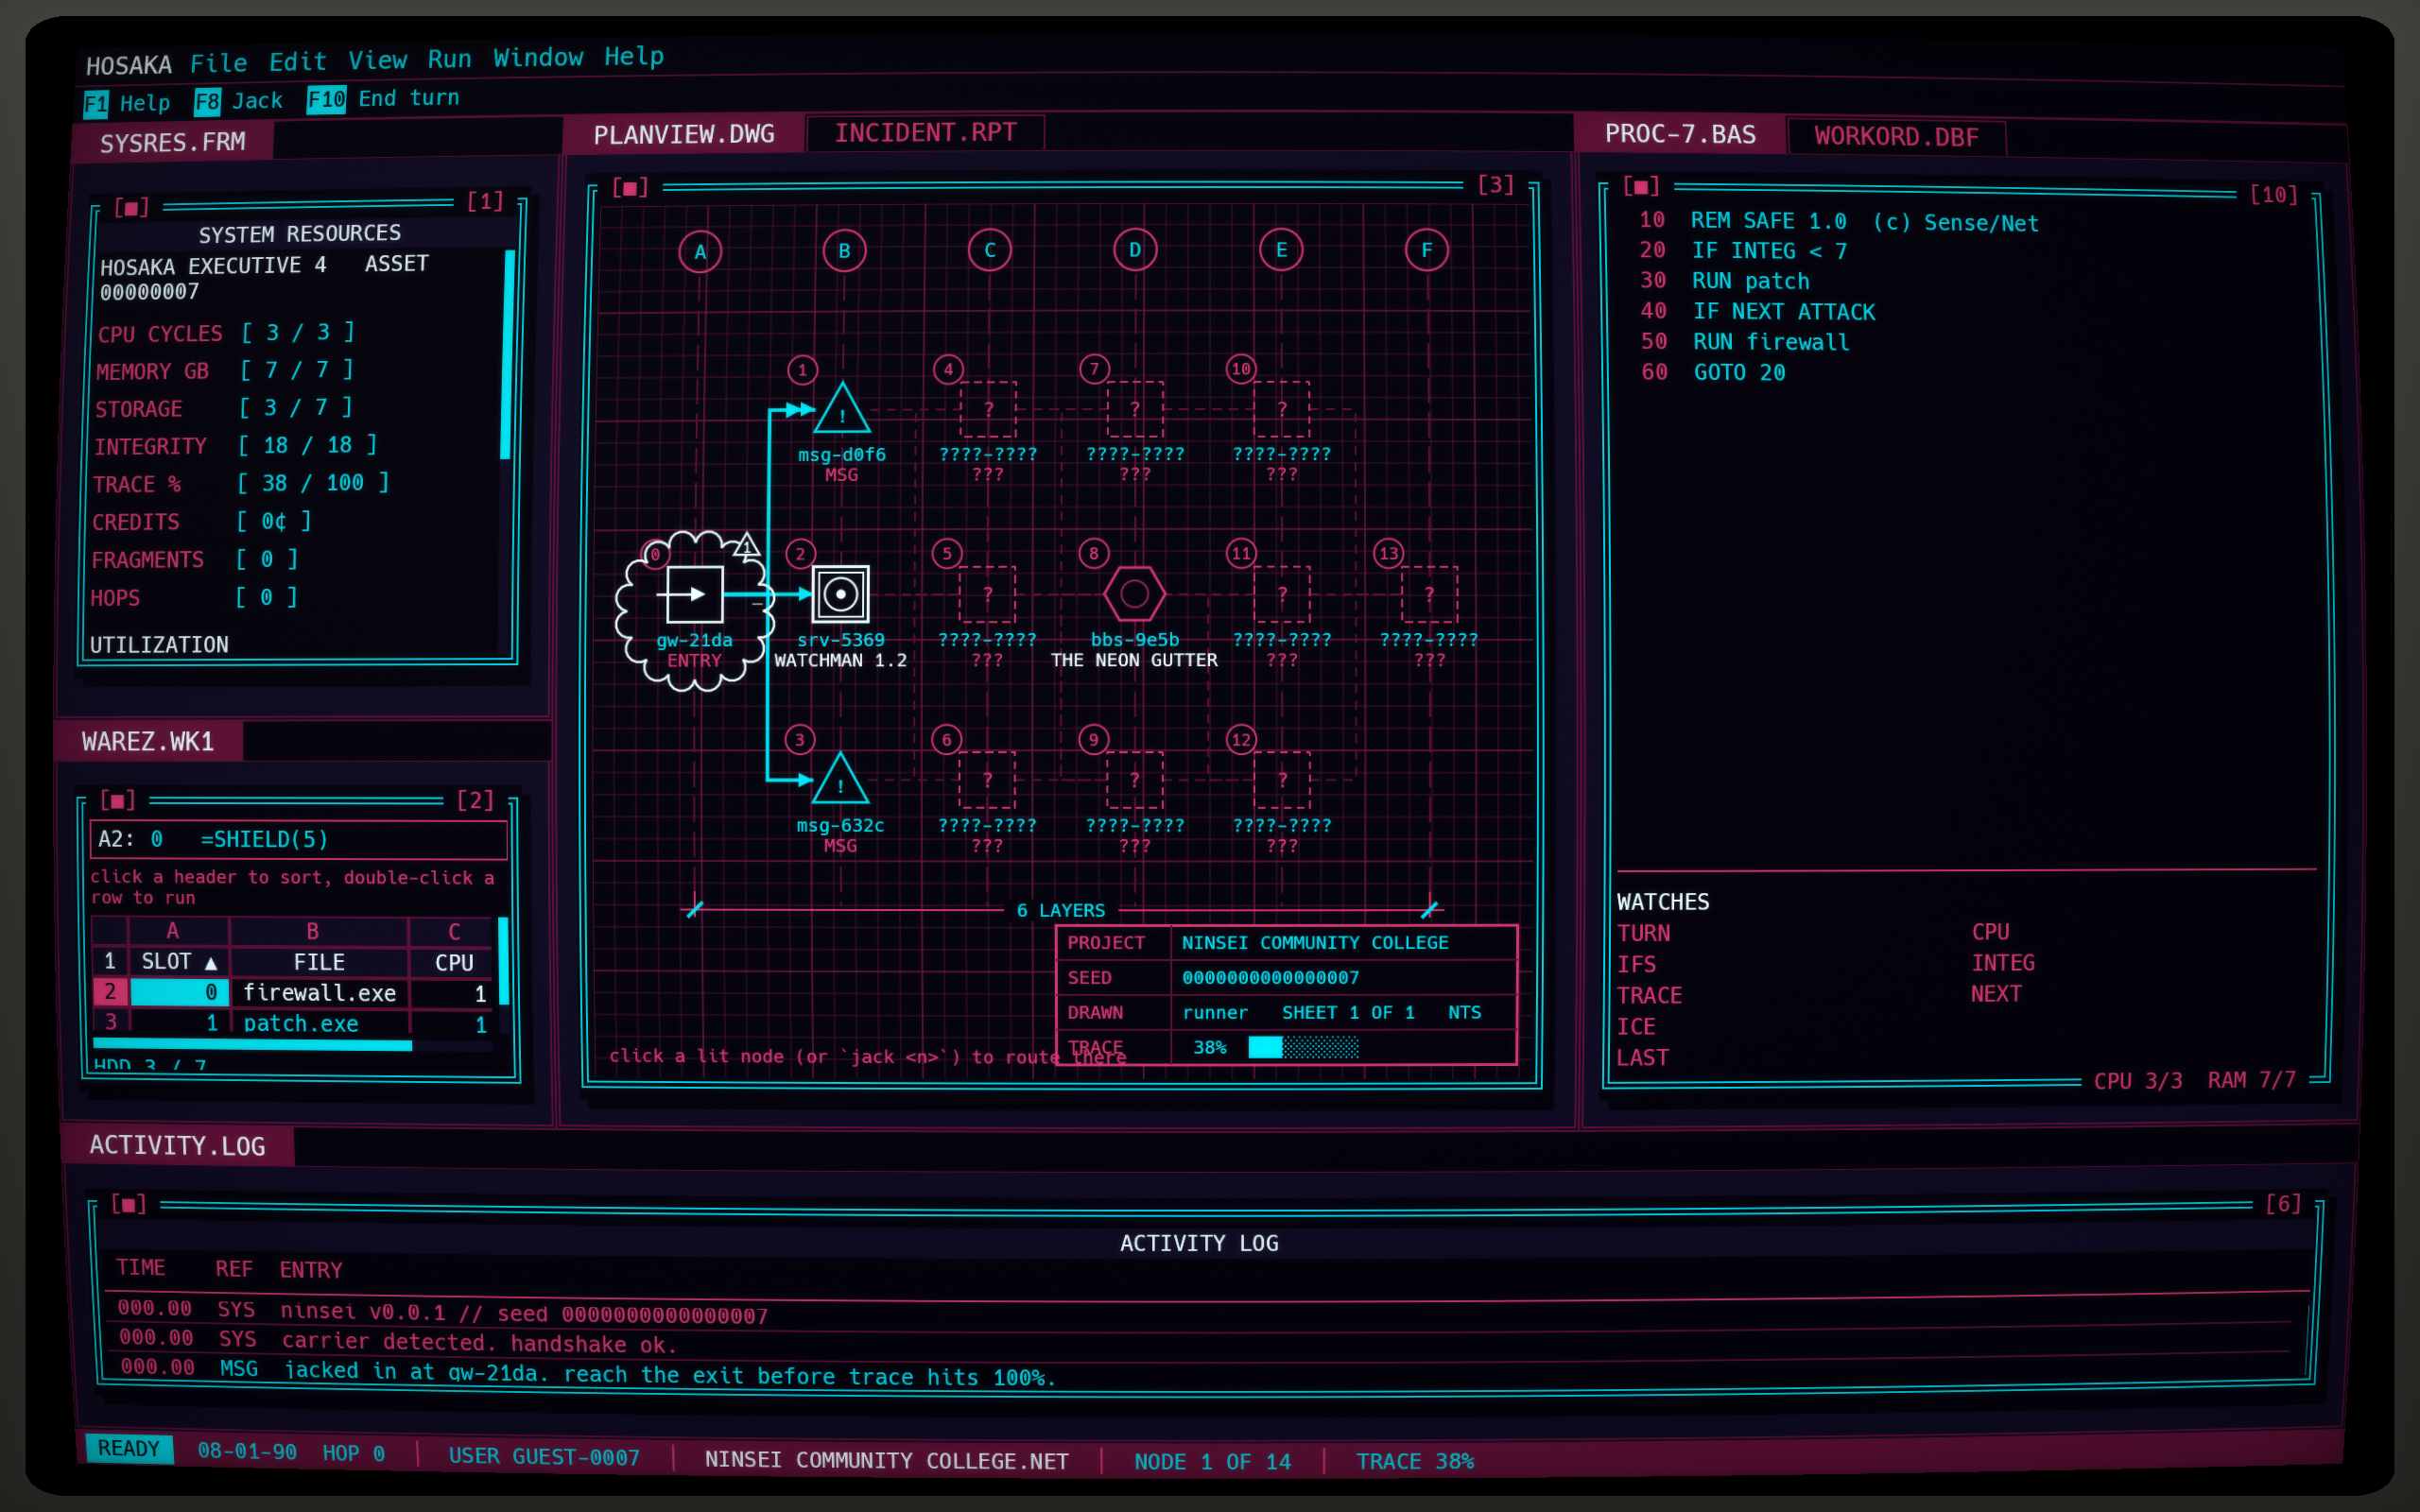 HOSAKA File Edit View Run Window Help
F1 Help F8 Jack F10 End turn
SYSRES.FRM
[■] [1]
SYSTEM RESOURCES
HOSAKA EXECUTIVE 4 ASSET
00000007
CPU CYCLES [ 3 / 3 ]
MEMORY GB [ 7 / 7 ]
STORAGE [ 3 / 7 ]
INTEGRITY [ 18 / 18 ]
TRACE % [ 38 / 100 ]
CREDITS [ 0¢ ]
FRAGMENTS [ 0 ]
HOPS [ 0 ]
UTILIZATION
WAREZ.WK1
[■] [2]
A2: 0 =SHIELD(5)
click a header to sort, double-click a
row to run
A B C
1 SLOT ▲ FILE CPU
2 0 firewall.exe 1
3 1 patch.exe 1
HDD 3 / 7
PLANVIEW.DWG INCIDENT.RPT
[■] [3]
A B C D E F
1 4 7 10
! ? ? ?
msg-d0f6 ????-???? ????-???? ????-????
MSG ??? ??? ???
0 1 2 5 8 11 13
? ? ?
gw-21da srv-5369 ????-???? bbs-9e5b ????-???? ????-????
ENTRY WATCHMAN 1.2 ??? THE NEON GUTTER ??? ???
3 6 9 12
! ? ? ?
msg-632c ????-???? ????-???? ????-????
MSG ??? ??? ???
6 LAYERS
PROJECT NINSEI COMMUNITY COLLEGE
SEED 0000000000000007
DRAWN runner SHEET 1 OF 1 NTS
TRACE 38%
click a lit node (or `jack <n>`) to route there
PROC-7.BAS WORKORD.DBF
[■] [10]
10 REM SAFE 1.0 (c) Sense/Net
20 IF INTEG < 7
30 RUN patch
40 IF NEXT ATTACK
50 RUN firewall
60 GOTO 20
WATCHES
TURN CPU
IFS INTEG
TRACE NEXT
ICE
LAST
CPU 3/3 RAM 7/7
ACTIVITY.LOG
[■] [6]
ACTIVITY LOG
TIME REF ENTRY
000.00 SYS ninsei v0.0.1 // seed 0000000000000007
000.00 SYS carrier detected. handshake ok.
000.00 MSG jacked in at gw-21da. reach the exit before trace hits 100%.
READY 08-01-90 HOP 0 USER GUEST-0007 NINSEI COMMUNITY COLLEGE.NET NODE 1 OF 14 TRACE 38%